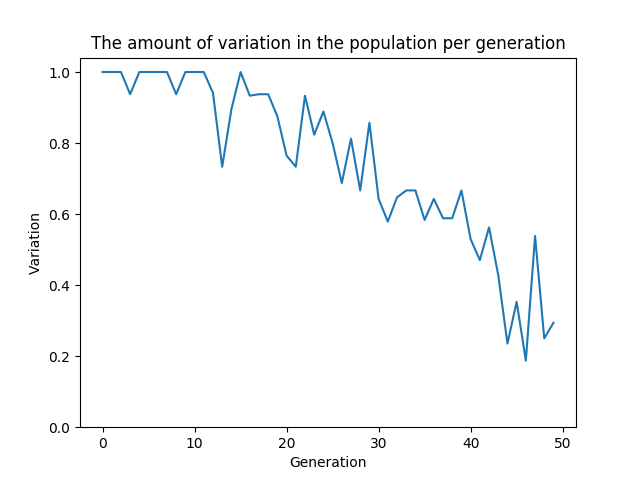 The amount of variation in the population per generation
1.0
0.8
0.6
0.4
0.2
0.0
Variation
0 10 20 30 40 50
Generation